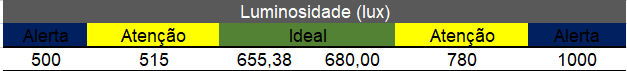 Luminosidade (lux)
Alerta Atenção Ideal Atenção Alerta
500 515 655,38 680,00 780 1000